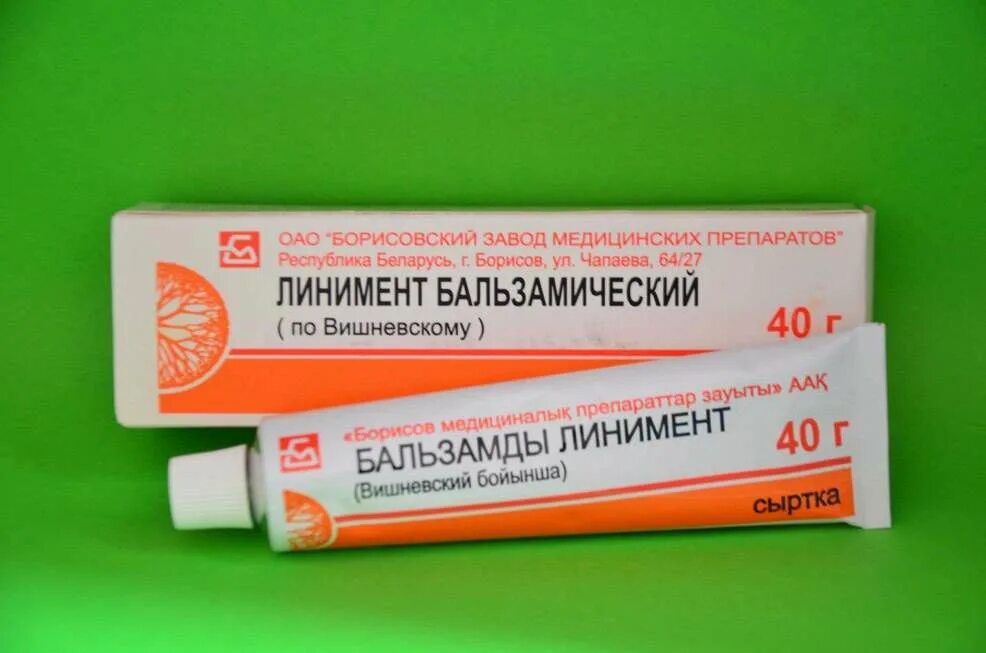 ОАО "БОРИСОВСКИЙ ЗАВОД МЕДИЦИНСКИХ ПРЕПАРАТОВ"
Республика Беларусь, г. Борисов, ул. Чапаева, 64/27
ЛИНИМЕНТ БАЛЬЗАМИЧЕСКИЙ
( по Вишневскому )
40 г
«Борисов медициналық препараттар зауыты» ААҚ
БАЛЬЗАМДЫ ЛИНИМЕНТ
(Вишневский бойынша)
40 г
сыртқа